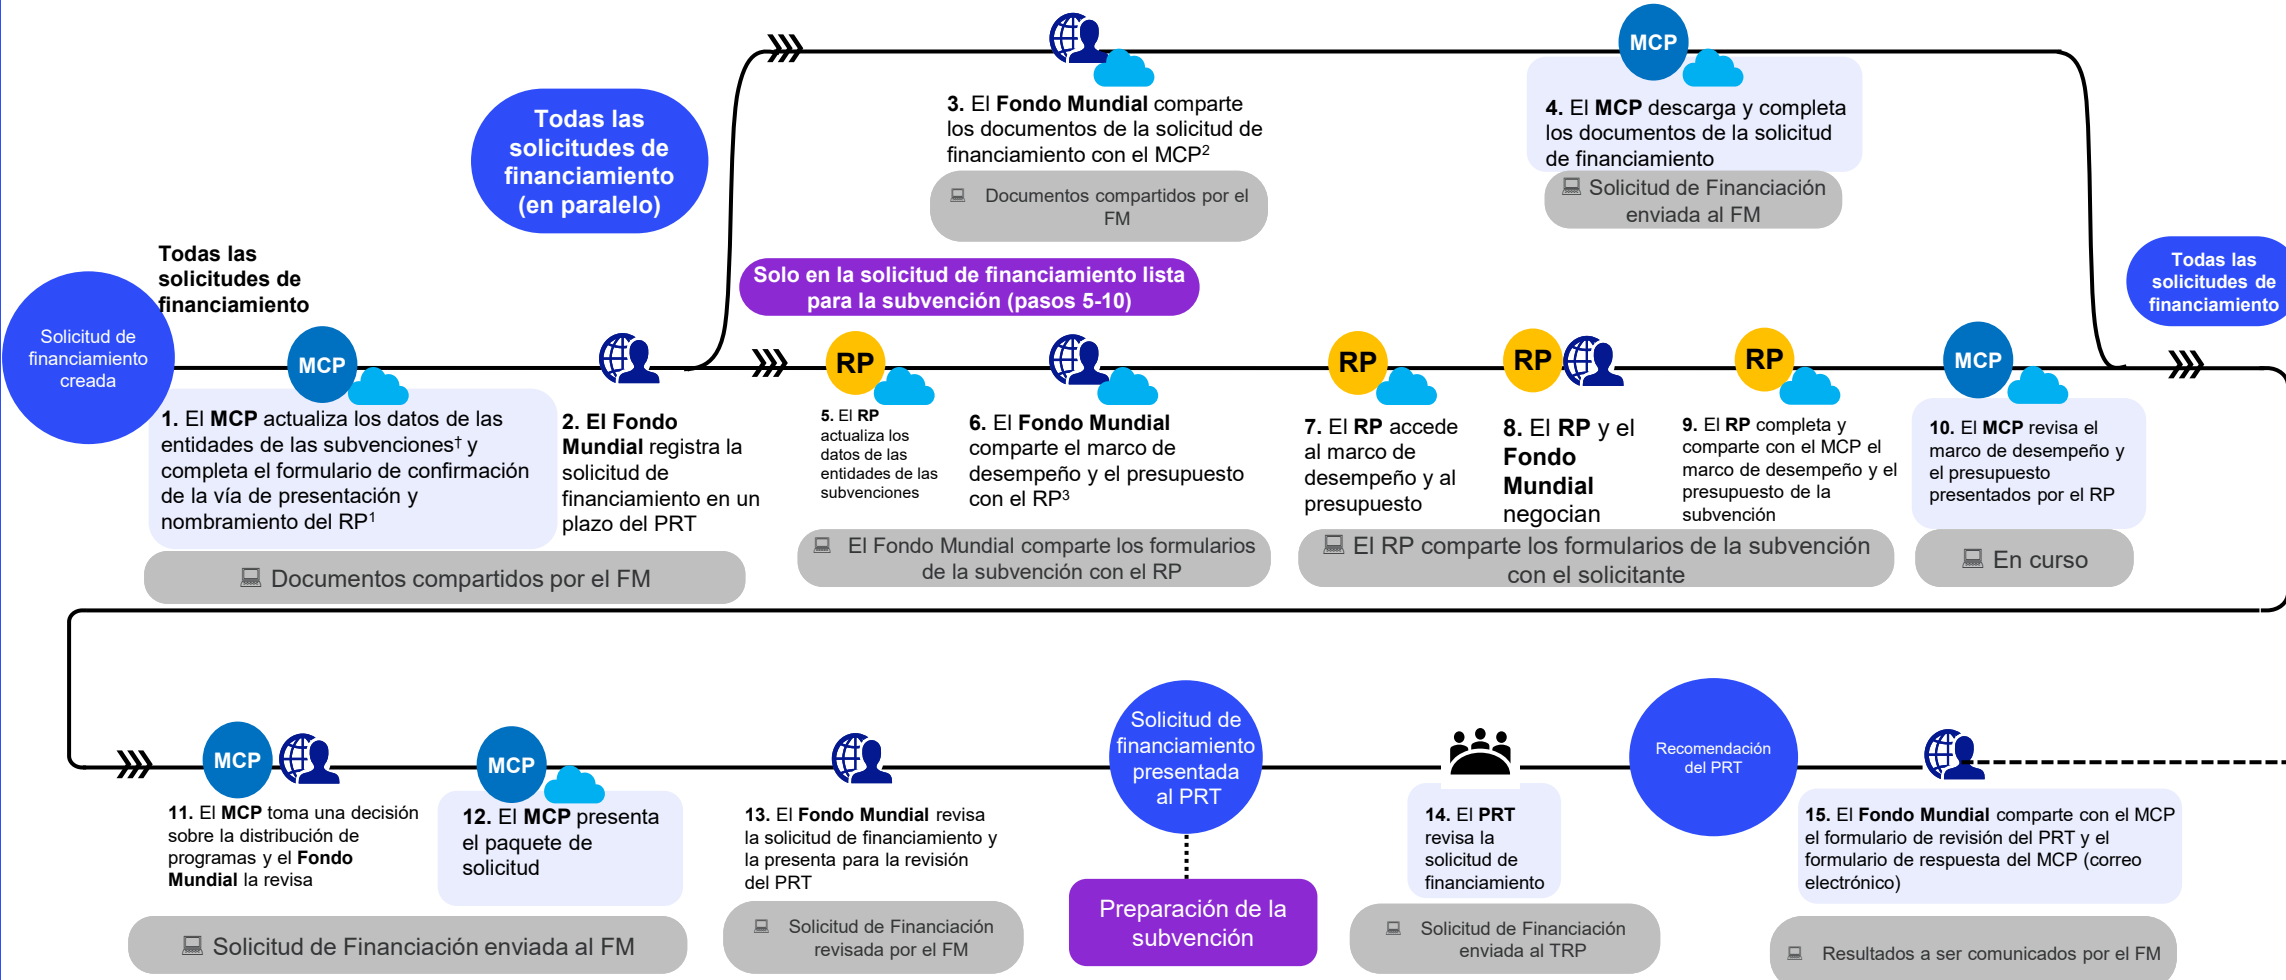 Todas las
solicitudes de
financiamiento
(en paralelo)
MCP
3. El Fondo Mundial comparte
los documentos de la solicitud de
financiamiento con el MCP²
Documentos compartidos por el
FM
4. El MCP descarga y completa
los documentos de la solicitud
de financiamiento
Solicitud de Financiación
enviada al FM
Solicitud de
financiamiento
creada
Todas las
solicitudes de
financiamiento
Solo en la solicitud de financiamiento lista
para la subvención (pasos 5-10)
Todas las
solicitudes de
financiamiento
MCP
1. El MCP actualiza los datos de las
entidades de las subvenciones† y
completa el formulario de confirmación
de la vía de presentación y
nombramiento del RP¹
2. El Fondo
Mundial registra la
solicitud de
financiamiento en un
plazo del PRT
Documentos compartidos por el FM
RP
5. El RP
actualiza los
datos de las
entidades de las
subvenciones
6. El Fondo Mundial
comparte el marco de
desempeño y el presupuesto
con el RP³
El Fondo Mundial comparte los formularios
de la subvención con el RP
RP
7. El RP accede
al marco de
desempeño y al
presupuesto
RP
8. El RP y el
Fondo
Mundial
negocian
RP
9. El RP completa y
comparte con el MCP el
marco de desempeño y el
presupuesto de la
subvención
El RP comparte los formularios de la subvención
con el solicitante
MCP
10. El MCP revisa el
marco de desempeño y
el presupuesto
presentados por el RP
En curso
MCP
11. El MCP toma una decisión
sobre la distribución de
programas y el Fondo
Mundial la revisa
MCP
12. El MCP presenta
el paquete de
solicitud
Solicitud de Financiación enviada al FM
13. El Fondo Mundial revisa
la solicitud de financiamiento y
la presenta para la revisión
del PRT
Solicitud de Financiación
revisada por el FM
Solicitud de
financiamiento
presentada
al PRT
Preparación de la
subvención
14. El PRT
revisa la
solicitud de
financiamiento
Solicitud de Financiación
enviada al TRP
Recomendación
del PRT
15. El Fondo Mundial comparte con el MCP
el formulario de revisión del PRT y el
formulario de respuesta del MCP (correo
electrónico)
Resultados a ser comunicados por el FM